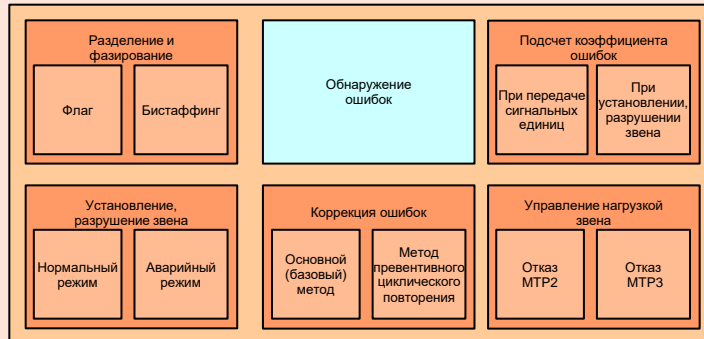 Разделение и
фазирование
Флаг
Бистаффинг
Обнаружение
ошибок
Подсчет коэффициента
ошибок
При передаче
сигнальных
единиц
При
установлении,
разрушении
звена
Установление,
разрушение звена
Нормальный
режим
Аварийный
режим
Коррекция ошибок
Основной
(базовый)
метод
Метод
превентивного
циклического
повторения
Управление нагрузкой
звена
Отказ
МТР2
Отказ
МТР3